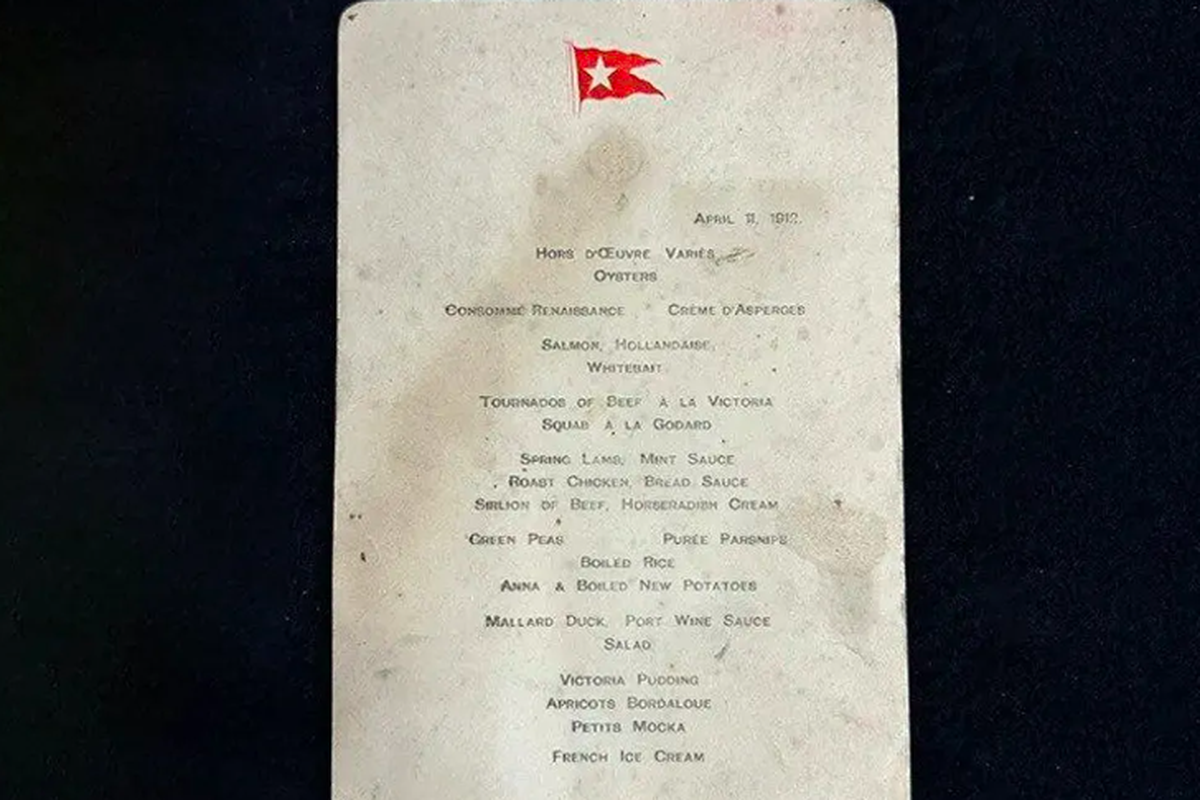 April 11, 1912.
Hors d'Œuvre Variés
Oysters
Consommé Renaissance Crème d'Asperges
Salmon, Hollandaise,
Whitebait
Tournados of Beef à la Victoria
Squab à la Godard
Spring Lamb, Mint Sauce
Roast Chicken, Bread Sauce
Sirlion of Beef, Horseradish Cream
Green Peas Purée Parsnips
Boiled Rice
Anna & Boiled New Potatoes
Mallard Duck, Port Wine Sauce
Salad
Victoria Pudding
Apricots Bordaloue
Petits Mocka
French Ice Cream